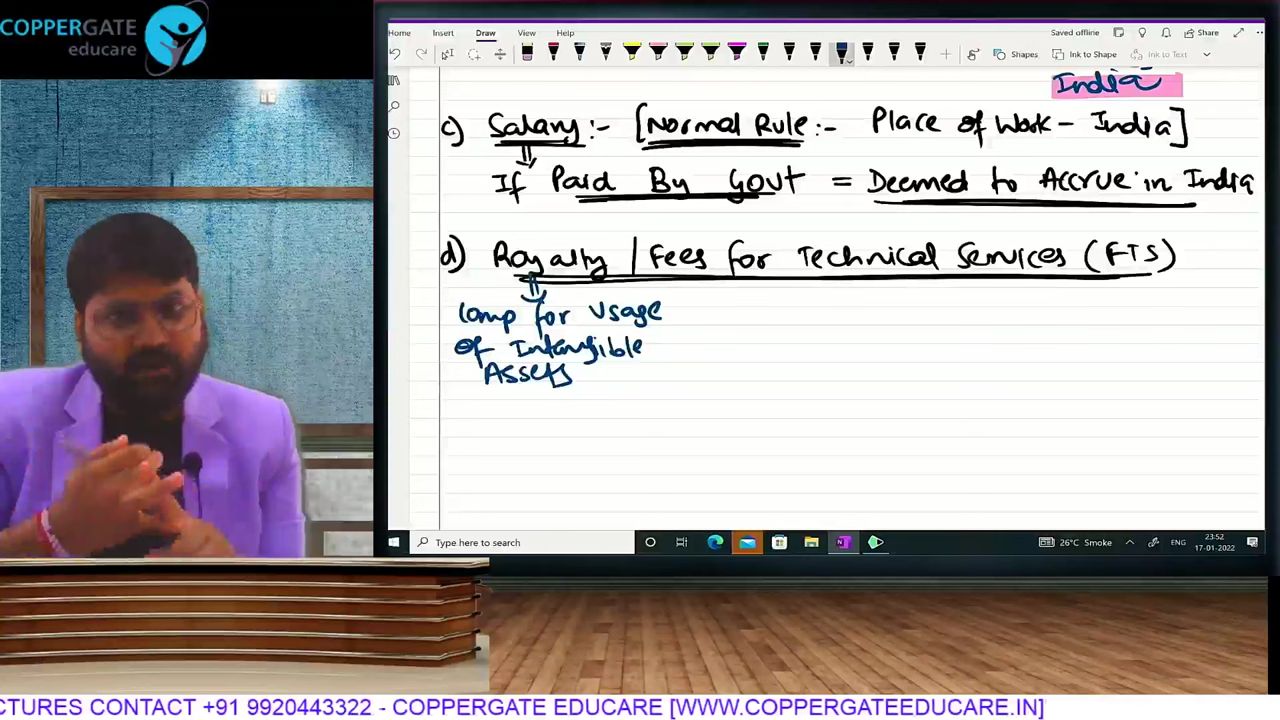 COPPERGATE
educare
Home Insert Draw View Help
Saved offline Share
Shapes Ink to Shape Ink to Text
India
c) Salary :- [Normal Rule :- Place of Work - India]
If Paid By Govt = Deemed to Accrue in India
d) Royalty | Fees for Technical Services (FTS)
Comp for Usage
of Intangible
Assets
Type here to search
26°C Smoke ENG 23:52
17-01-2022
CTURES CONTACT +91 9920443322 - COPPERGATE EDUCARE [WWW.COPPERGATEEDUCARE.IN]